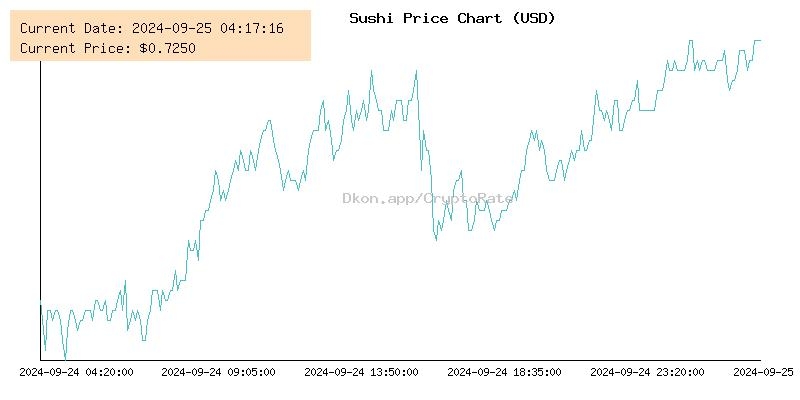 Sushi Price Chart (USD)
Current Date: 2024-09-25 04:17:16
Current Price: $0.7250
Dkon.app/CryptoRate
2024-09-24 04:20:00 2024-09-24 09:05:00 2024-09-24 13:50:00 2024-09-24 18:35:00 2024-09-24 23:20:00 2024-09-25